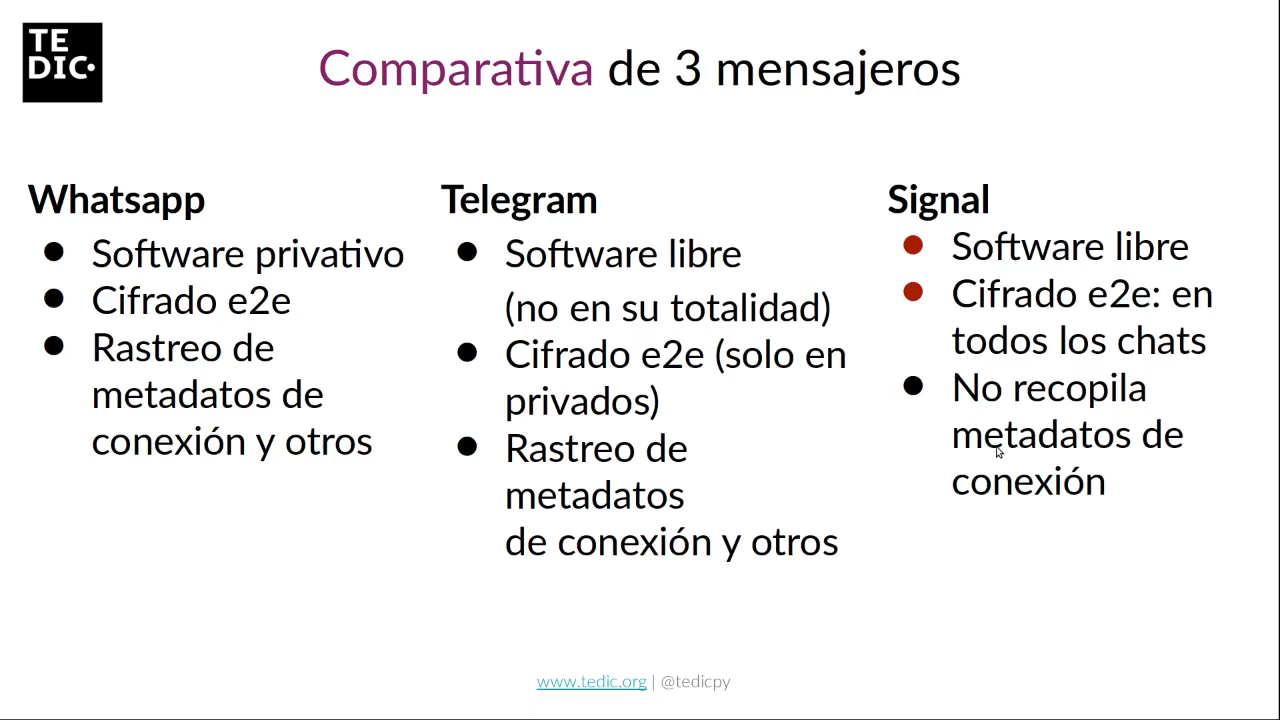 TE
DIC
Comparativa de 3 mensajeros
Whatsapp
● Software privativo
● Cifrado e2e
● Rastreo de
metadatos de
conexión y otros
Telegram
● Software libre
(no en su totalidad)
● Cifrado e2e (solo en
privados)
● Rastreo de
metadatos
de conexión y otros
Signal
● Software libre
● Cifrado e2e: en
todos los chats
● No recopila
metadatos de
conexión
www.tedic.org | @tedicpy